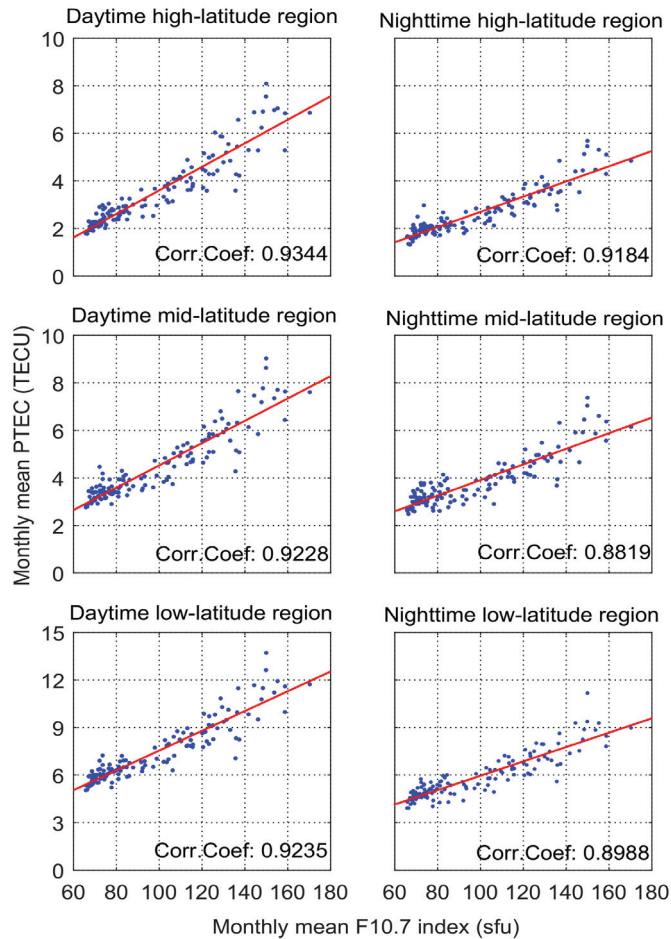 Daytime high-latitude region
Nighttime high-latitude region
10
8
6
4
2
0
Corr.Coef: 0.9344
Corr.Coef: 0.9184
Daytime mid-latitude region
Nighttime mid-latitude region
Monthly mean PTEC (TECU)
10
8
6
4
2
0
Corr.Coef: 0.9228
Corr.Coef: 0.8819
Daytime low-latitude region
Nighttime low-latitude region
15
12
9
6
3
0
Corr.Coef: 0.9235
Corr.Coef: 0.8988
60 80 100 120 140 160 180
60 80 100 120 140 160 180
Monthly mean F10.7 index (sfu)